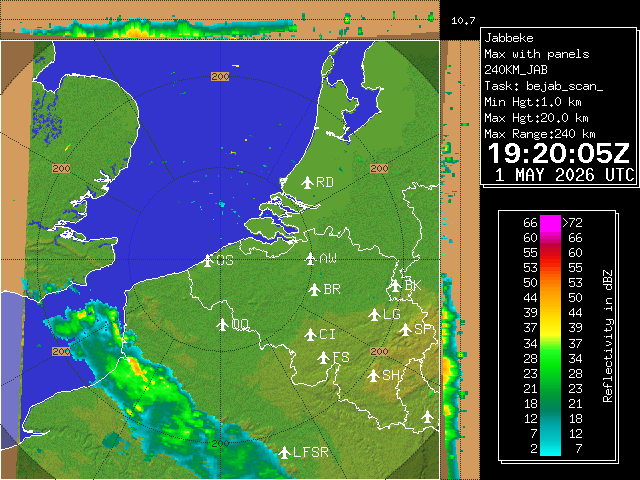 10.7
Jabbeke
Max with panels
240KM_JAB
Task: bejab_scan_
Min Hgt:1.0 km
Max Hgt:20.0 km
Max Range:240 km
19:20:05Z
1 MAY 2026 UTC
200
200
200
RD
OS
AW
BR
BK
LG
SP
QQ
CI
FS
SH
200
200
LFSR
66 >72
60 66
55 60
53 55
50 53
44 50
39 44
37 39
34 37
28 34
23 28
21 23
18 21
12 18
7 12
2 7
Reflectivity in dBZ